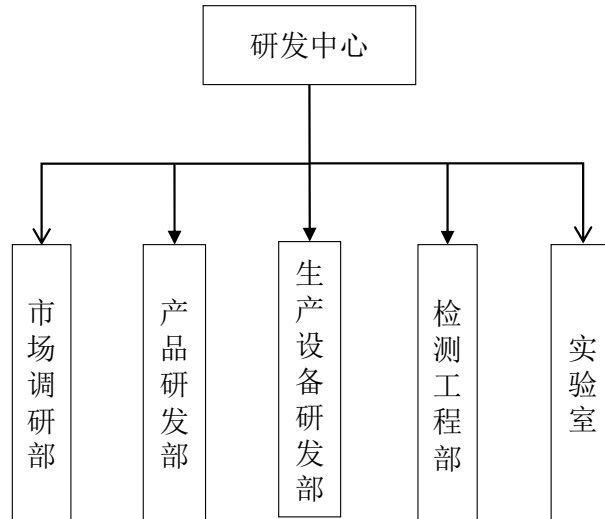 研发中心
市场调研部
产品研发部
生产设备研发部
检测工程部
实验室